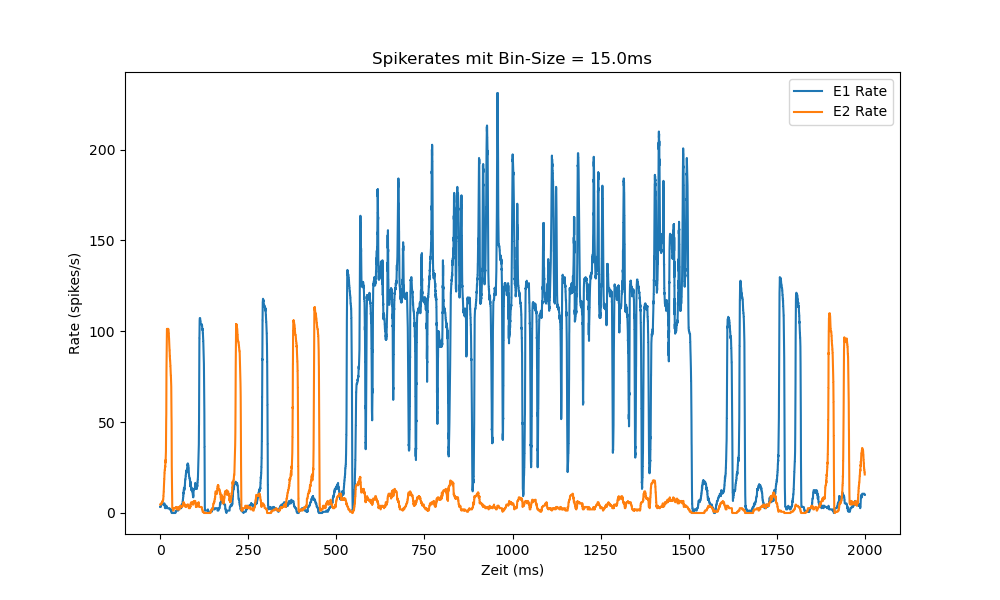 Spikerates mit Bin-Size = 15.0ms
E1 Rate
E2 Rate
200
150
100
50
0
Rate (spikes/s)
0 250 500 750 1000 1250 1500 1750 2000
Zeit (ms)